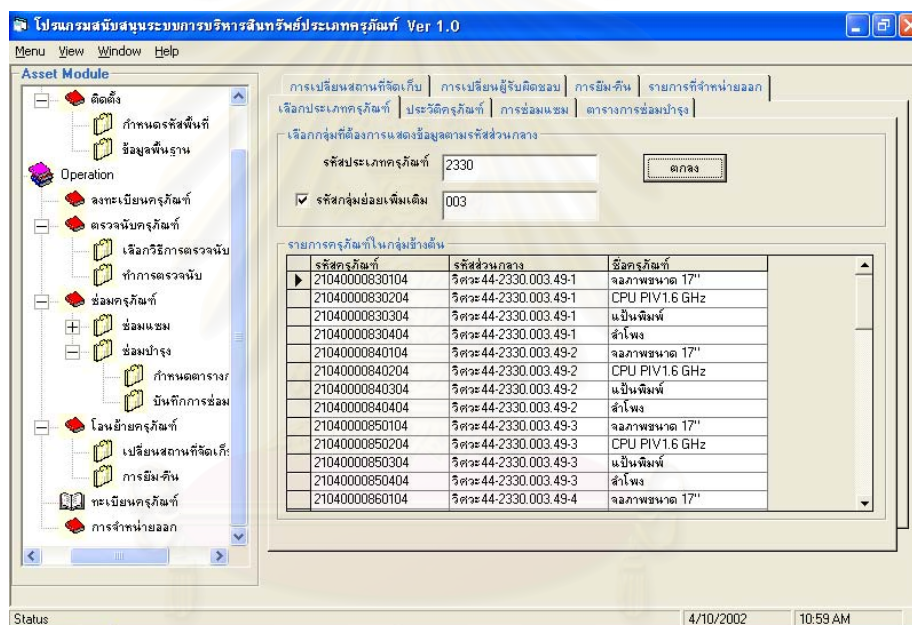 โปรแกรมสนับสนุนระบบการบริหารสินทรัพย์ประเภทครุภัณฑ์ Ver 1.0
Menu View Window Help
Asset Module
ติดตั้ง
กำหนดรหัสพื้นที่
ข้อมูลพื้นฐาน
Operation
ลงทะเบียนครุภัณฑ์
ตรวจนับครุภัณฑ์
เลือกวิธีการตรวจนับ
ทำการตรวจนับ
ซ่อมครุภัณฑ์
ซ่อมแซม
ซ่อมบำรุง
กำหนดตาราง
บันทึกการซ่อม
โอนย้ายครุภัณฑ์
เปลี่ยนสถานที่จัดเก็บ
การยืม-คืน
ทะเบียนครุภัณฑ์
การจำหน่ายออก
การเปลี่ยนสถานที่จัดเก็บ การเปลี่ยนผู้รับผิดชอบ การยืม-คืน รายการที่จำหน่ายออก
เลือกประเภทครุภัณฑ์ ประวัติครุภัณฑ์ การซ่อมแซม ตารางการซ่อมบำรุง
เลือกกลุ่มที่ต้องการแสดงข้อมูลตามรหัสส่วนกลาง
รหัสประเภทครุภัณฑ์ 2330 ตกลง
รหัสกลุ่มย่อยเพิ่มเติม 003
รายการครุภัณฑ์ในกลุ่มข้างต้น
รหัสครุภัณฑ์ รหัสส่วนกลาง ชื่อครุภัณฑ์
21040000830104 วิศวะ44-2330.003.49-1 จอภาพขนาด 17''
21040000830204 วิศวะ44-2330.003.49-1 CPU PIV1.6 GHz
21040000830304 วิศวะ44-2330.003.49-1 แป้นพิมพ์
21040000830404 วิศวะ44-2330.003.49-1 ลำโพง
21040000840104 วิศวะ44-2330.003.49-2 จอภาพขนาด 17''
21040000840204 วิศวะ44-2330.003.49-2 CPU PIV1.6 GHz
21040000840304 วิศวะ44-2330.003.49-2 แป้นพิมพ์
21040000840404 วิศวะ44-2330.003.49-2 ลำโพง
21040000850104 วิศวะ44-2330.003.49-3 จอภาพขนาด 17''
21040000850204 วิศวะ44-2330.003.49-3 CPU PIV1.6 GHz
21040000850304 วิศวะ44-2330.003.49-3 แป้นพิมพ์
21040000850404 วิศวะ44-2330.003.49-3 ลำโพง
21040000860104 วิศวะ44-2330.003.49-4 จอภาพขนาด 17''
Status 4/10/2002 10:59 AM